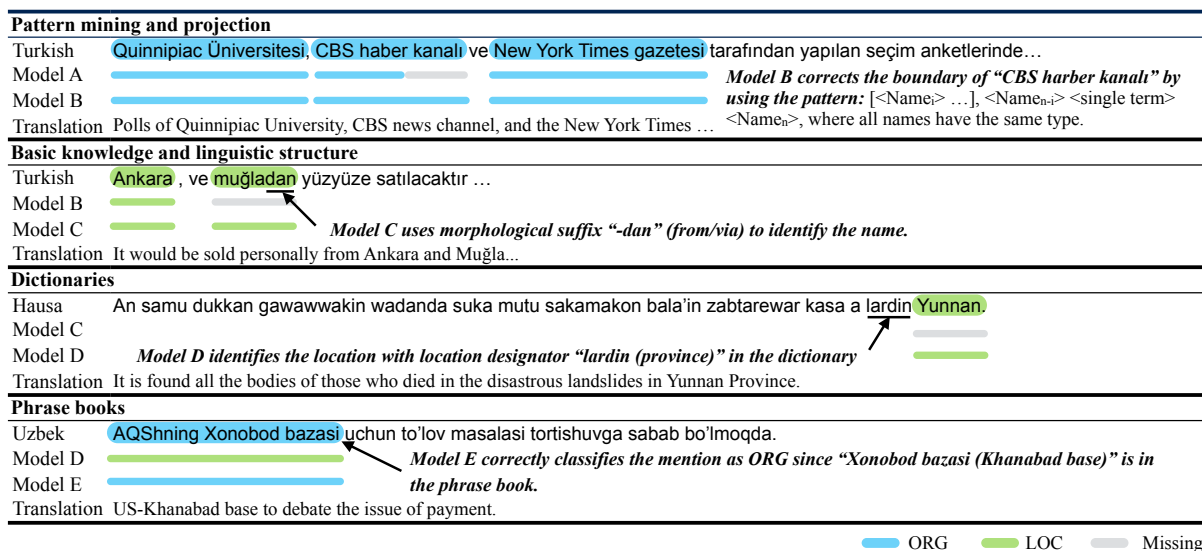 Pattern mining and projection
Turkish Quinnipiac Üniversitesi, CBS haber kanalı ve New York Times gazetesi tarafından yapılan seçim anketlerinde…
Model A
Model B
Model B corrects the boundary of “CBS harber kanalı” by
using the pattern: [<Nameᵢ> …], <Nameₙ₋ᵢ> <single term>
<Nameₙ>, where all names have the same type.
Translation Polls of Quinnipiac University, CBS news channel, and the New York Times …
Basic knowledge and linguistic structure
Turkish Ankara , ve muğladan yüzyüze satılacaktır …
Model B
Model C Model C uses morphological suffix “-dan” (from/via) to identify the name.
Translation It would be sold personally from Ankara and Muğla...
Dictionaries
Hausa An samu dukkan gawawwakin wadanda suka mutu sakamakon bala'in zabtarewar kasa a lardin Yunnan.
Model C
Model D Model D identifies the location with location designator “lardin (province)” in the dictionary
Translation It is found all the bodies of those who died in the disastrous landslides in Yunnan Province.
Phrase books
Uzbek AQShning Xonobod bazasi uchun to’lov masalasi tortishuvga sabab bo’lmoqda.
Model D Model E correctly classifies the mention as ORG since “Xonobod bazasi (Khanabad base)” is in
Model E the phrase book.
Translation US-Khanabad base to debate the issue of payment.
ORG LOC Missing